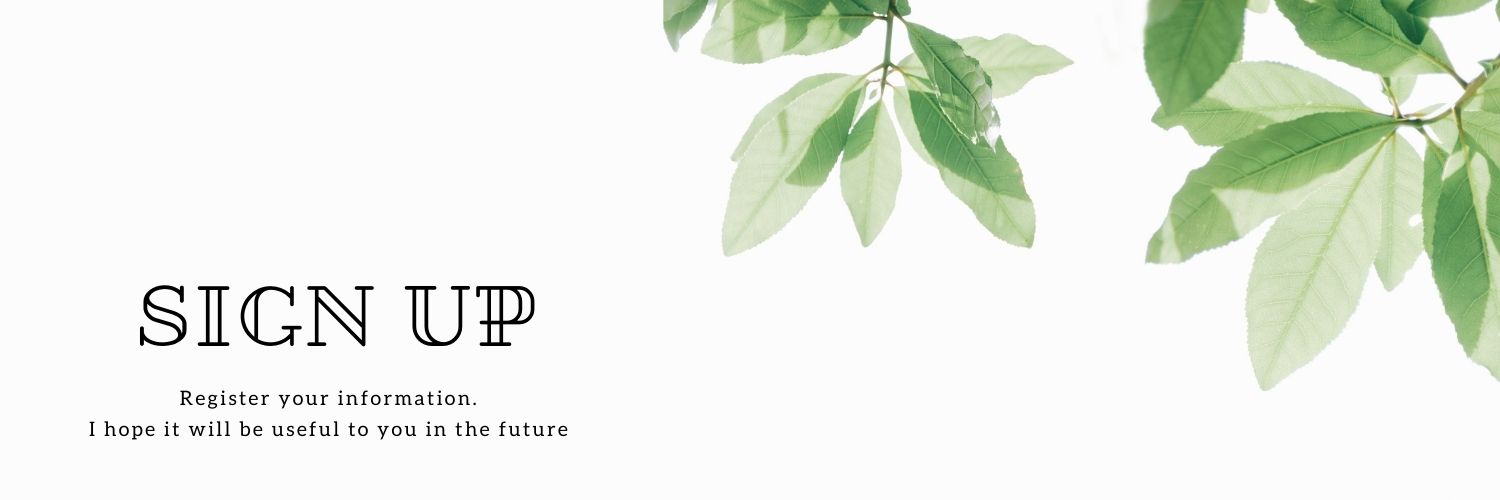 SIGN UP
Register your information.
I hope it will be useful to you in the future